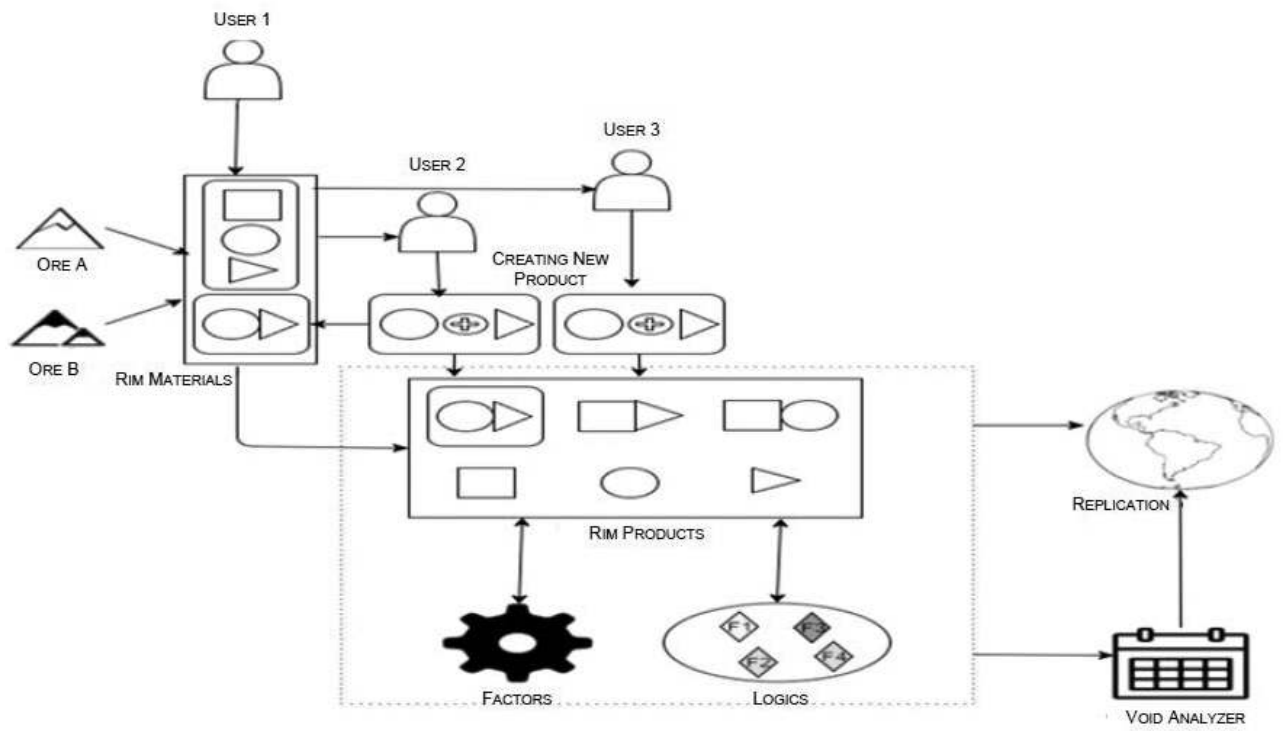 USER 1
USER 3
USER 2
CREATING NEW
PRODUCT
ORE A
ORE B
RIM MATERIALS
REPLICATION
RIM PRODUCTS
F1
F3
F2
F4
FACTORS
LOGICS
VOID ANALYZER